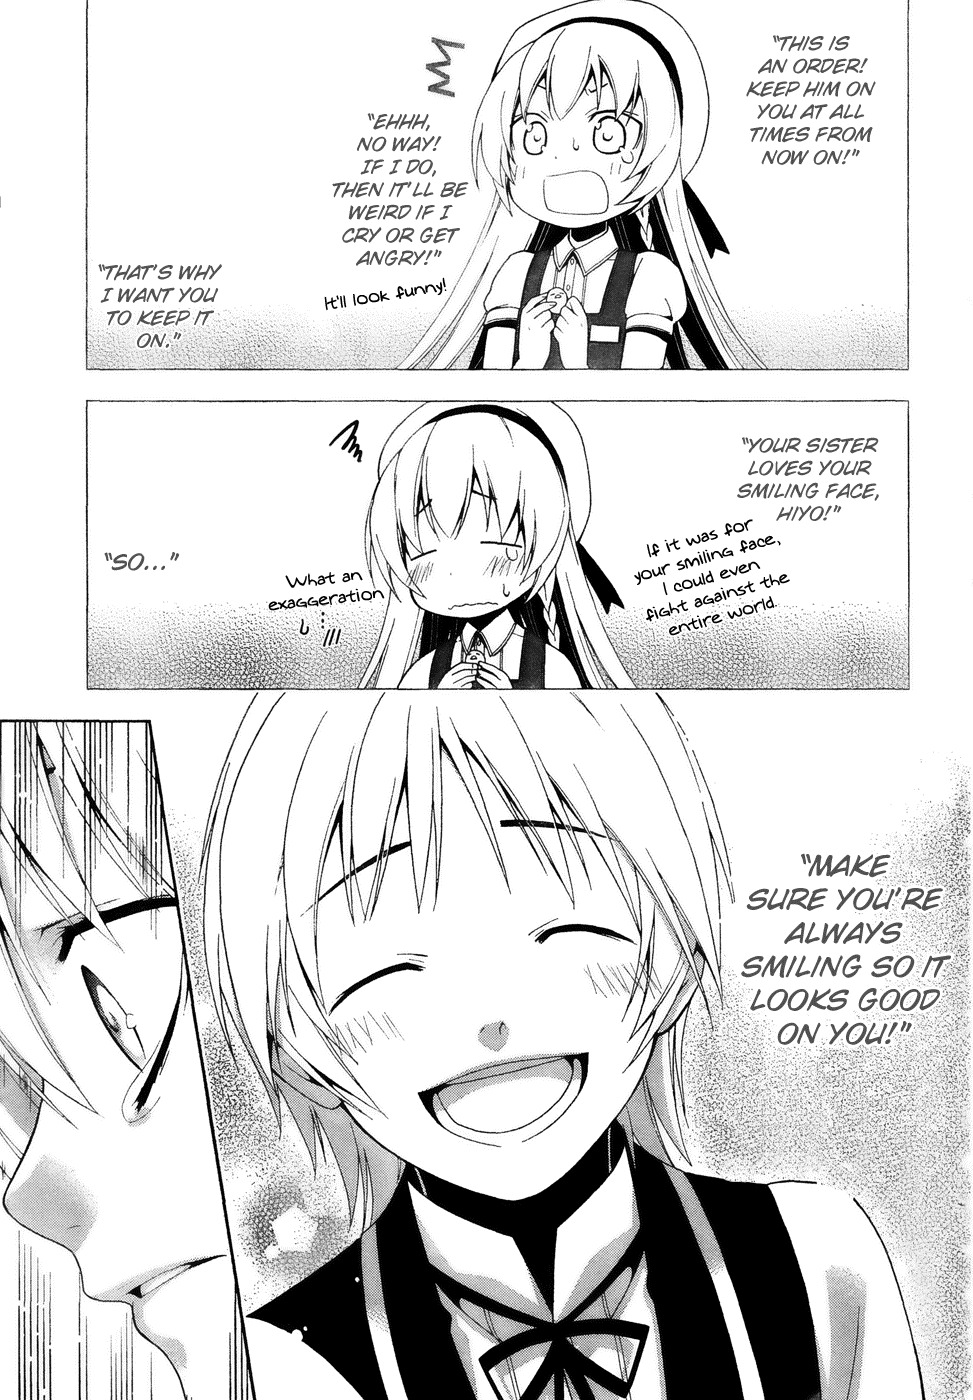 "THIS IS
AN ORDER!
KEEP HIM ON
YOU AT ALL
TIMES FROM
NOW ON!"
"EHHH,
NO WAY!
IF I DO,
THEN IT'LL BE
WEIRD IF I
CRY OR GET
ANGRY!"
It'll look funny!
"THAT'S WHY
I WANT YOU
TO KEEP IT
ON."
"YOUR SISTER
LOVES YOUR
SMILING FACE,
HIYO!"
If it was for
your smiling face,
I could even
fight against the
entire world.
What an
exaggeration
"SO..."
"MAKE
SURE YOU'RE
ALWAYS
SMILING SO IT
LOOKS GOOD
ON YOU!"